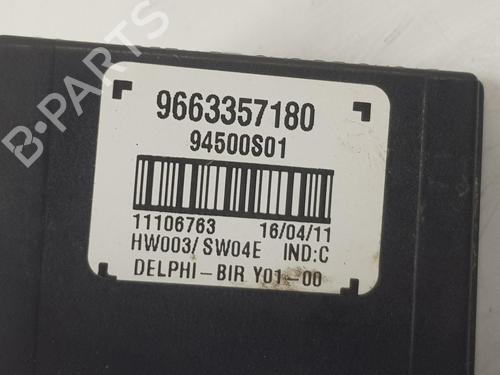 B-PARTS
9663357180
94500S01
11106763 16/04/11
HW003/SW04E IND:C
DELPHI-BIR Y01-00